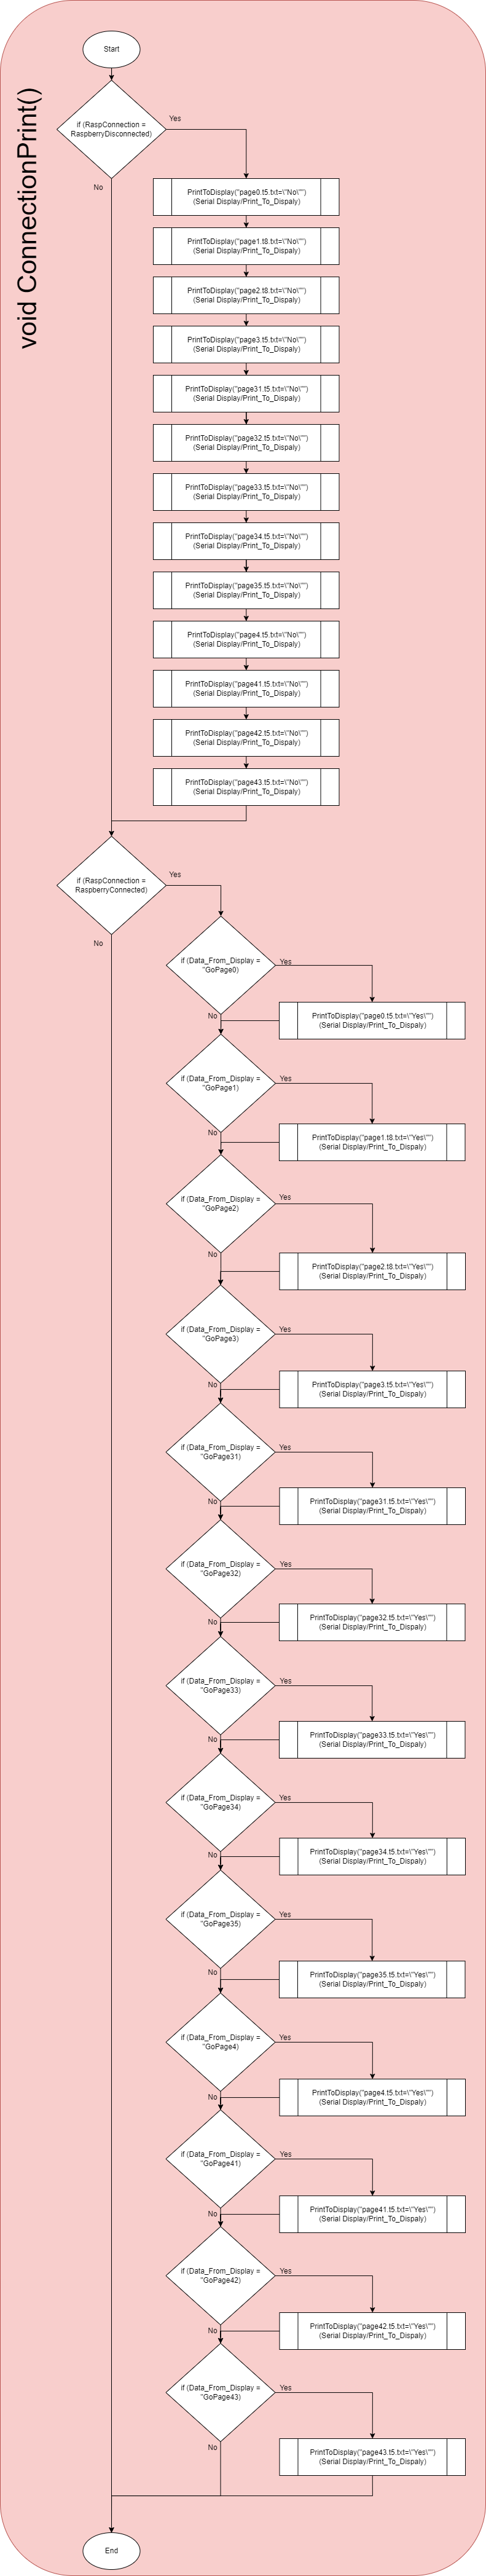 void ConnectionPrint()
Start
if (RaspConnection =
RaspberryDisconnected)
Yes
No
PrintToDisplay("page0.t5.txt=\"No\"")
(Serial Display/Print_To_Dispaly)
PrintToDisplay("page1.t8.txt=\"No\"")
(Serial Display/Print_To_Dispaly)
PrintToDisplay("page2.t8.txt=\"No\"")
(Serial Display/Print_To_Dispaly)
PrintToDisplay("page3.t5.txt=\"No\"")
(Serial Display/Print_To_Dispaly)
PrintToDisplay("page31.t5.txt=\"No\"")
(Serial Display/Print_To_Dispaly)
PrintToDisplay("page32.t5.txt=\"No\"")
(Serial Display/Print_To_Dispaly)
PrintToDisplay("page33.t5.txt=\"No\"")
(Serial Display/Print_To_Dispaly)
PrintToDisplay("page34.t5.txt=\"No\"")
(Serial Display/Print_To_Dispaly)
PrintToDisplay("page35.t5.txt=\"No\"")
(Serial Display/Print_To_Dispaly)
PrintToDisplay("page4.t5.txt=\"No\"")
(Serial Display/Print_To_Dispaly)
PrintToDisplay("page41.t5.txt=\"No\"")
(Serial Display/Print_To_Dispaly)
PrintToDisplay("page42.t5.txt=\"No\"")
(Serial Display/Print_To_Dispaly)
PrintToDisplay("page43.t5.txt=\"No\"")
(Serial Display/Print_To_Dispaly)
if (RaspConnection =
RaspberryConnected)
Yes
No
if (Data_From_Display =
"GoPage0)
Yes
No
PrintToDisplay("page0.t5.txt=\"Yes\"")
(Serial Display/Print_To_Dispaly)
if (Data_From_Display =
"GoPage1)
Yes
No
PrintToDisplay("page1.t8.txt=\"Yes\"")
(Serial Display/Print_To_Dispaly)
if (Data_From_Display =
"GoPage2)
Yes
No
PrintToDisplay("page2.t8.txt=\"Yes\"")
(Serial Display/Print_To_Dispaly)
if (Data_From_Display =
"GoPage3)
Yes
No
PrintToDisplay("page3.t5.txt=\"Yes\"")
(Serial Display/Print_To_Dispaly)
if (Data_From_Display =
"GoPage31)
Yes
No
PrintToDisplay("page31.t5.txt=\"Yes\"")
(Serial Display/Print_To_Dispaly)
if (Data_From_Display =
"GoPage32)
Yes
No
PrintToDisplay("page32.t5.txt=\"Yes\"")
(Serial Display/Print_To_Dispaly)
if (Data_From_Display =
"GoPage33)
Yes
No
PrintToDisplay("page33.t5.txt=\"Yes\"")
(Serial Display/Print_To_Dispaly)
if (Data_From_Display =
"GoPage34)
Yes
No
PrintToDisplay("page34.t5.txt=\"Yes\"")
(Serial Display/Print_To_Dispaly)
if (Data_From_Display =
"GoPage35)
Yes
No
PrintToDisplay("page35.t5.txt=\"Yes\"")
(Serial Display/Print_To_Dispaly)
if (Data_From_Display =
"GoPage4)
Yes
No
PrintToDisplay("page4.t5.txt=\"Yes\"")
(Serial Display/Print_To_Dispaly)
if (Data_From_Display =
"GoPage41)
Yes
No
PrintToDisplay("page41.t5.txt=\"Yes\"")
(Serial Display/Print_To_Dispaly)
if (Data_From_Display =
"GoPage42)
Yes
No
PrintToDisplay("page42.t5.txt=\"Yes\"")
(Serial Display/Print_To_Dispaly)
if (Data_From_Display =
"GoPage43)
Yes
No
PrintToDisplay("page43.t5.txt=\"Yes\"")
(Serial Display/Print_To_Dispaly)
End